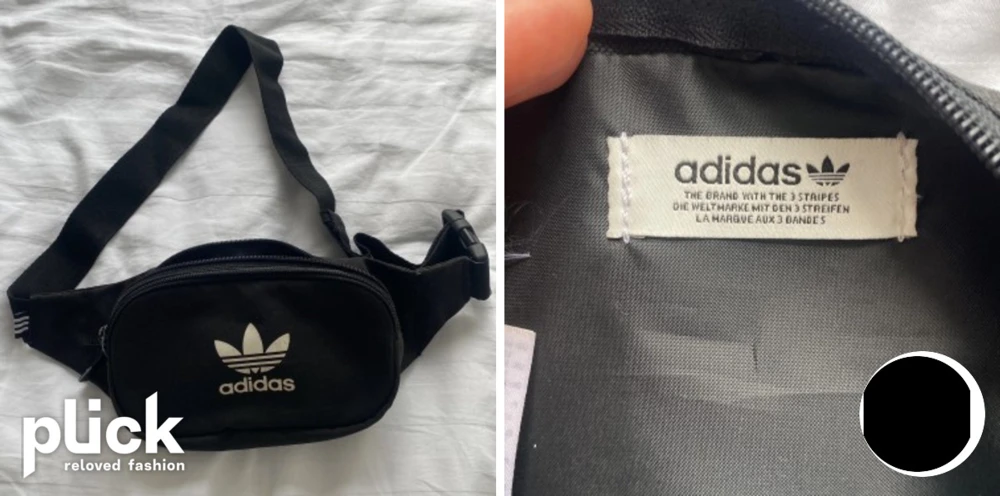 adidas
plick
reloved fashion
adidas
THE BRAND WITH THE 3 STRIPES
DIE WELTMARKE MIT DEN 3 STREIFEN
LA MARQUE AUX 3 BANDES